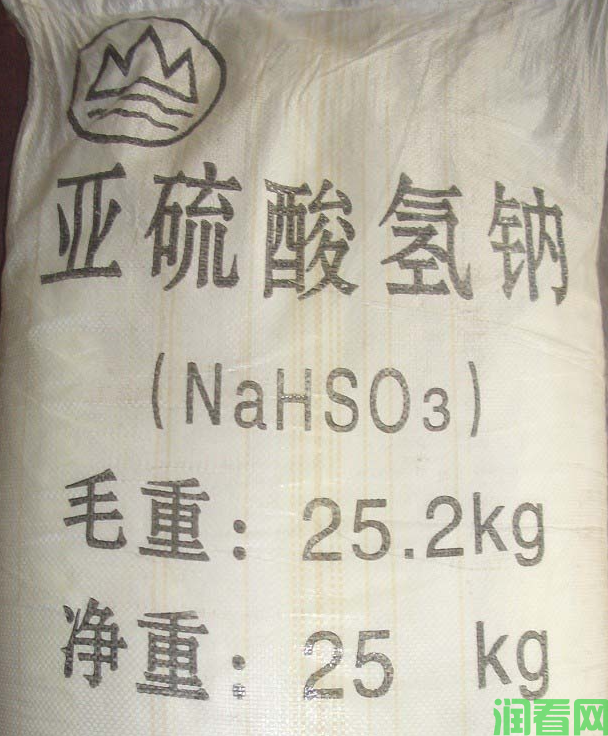 亚硫酸氢钠
(NaHSO₃)
毛重：25.2kg
净重：25 kg
润看网